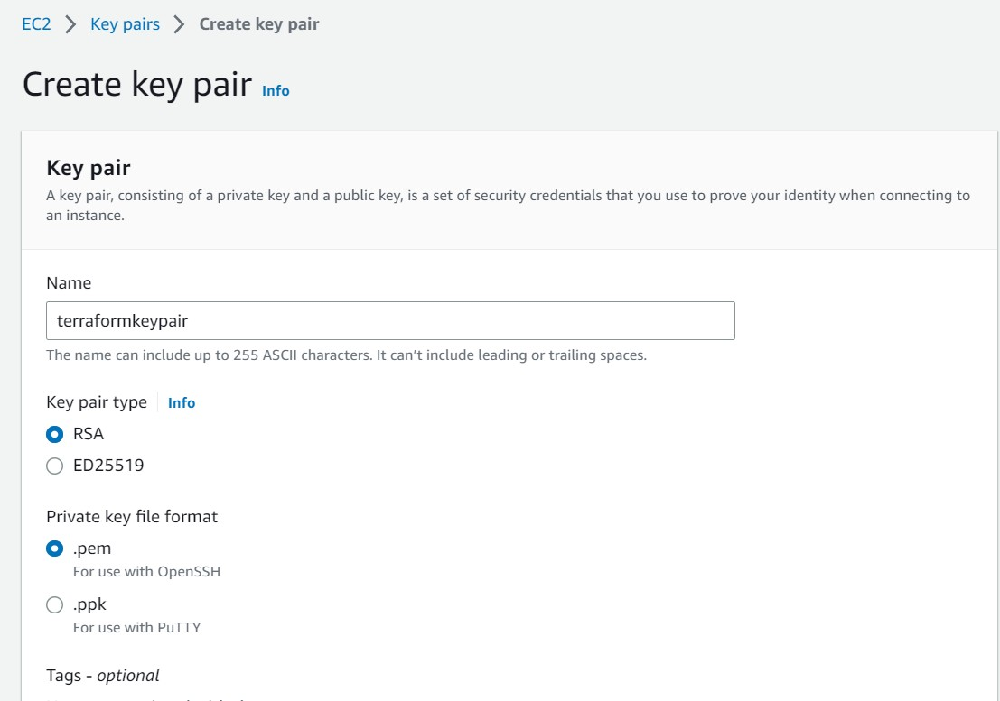 EC2 > Key pairs > Create key pair
Create key pair Info
Key pair
A key pair, consisting of a private key and a public key, is a set of security credentials that you use to prove your identity when connecting to
an instance.
Name
terraformkeypair
The name can include up to 255 ASCII characters. It can’t include leading or trailing spaces.
Key pair type Info
RSA
ED25519
Private key file format
.pem
For use with OpenSSH
.ppk
For use with PuTTY
Tags - optional